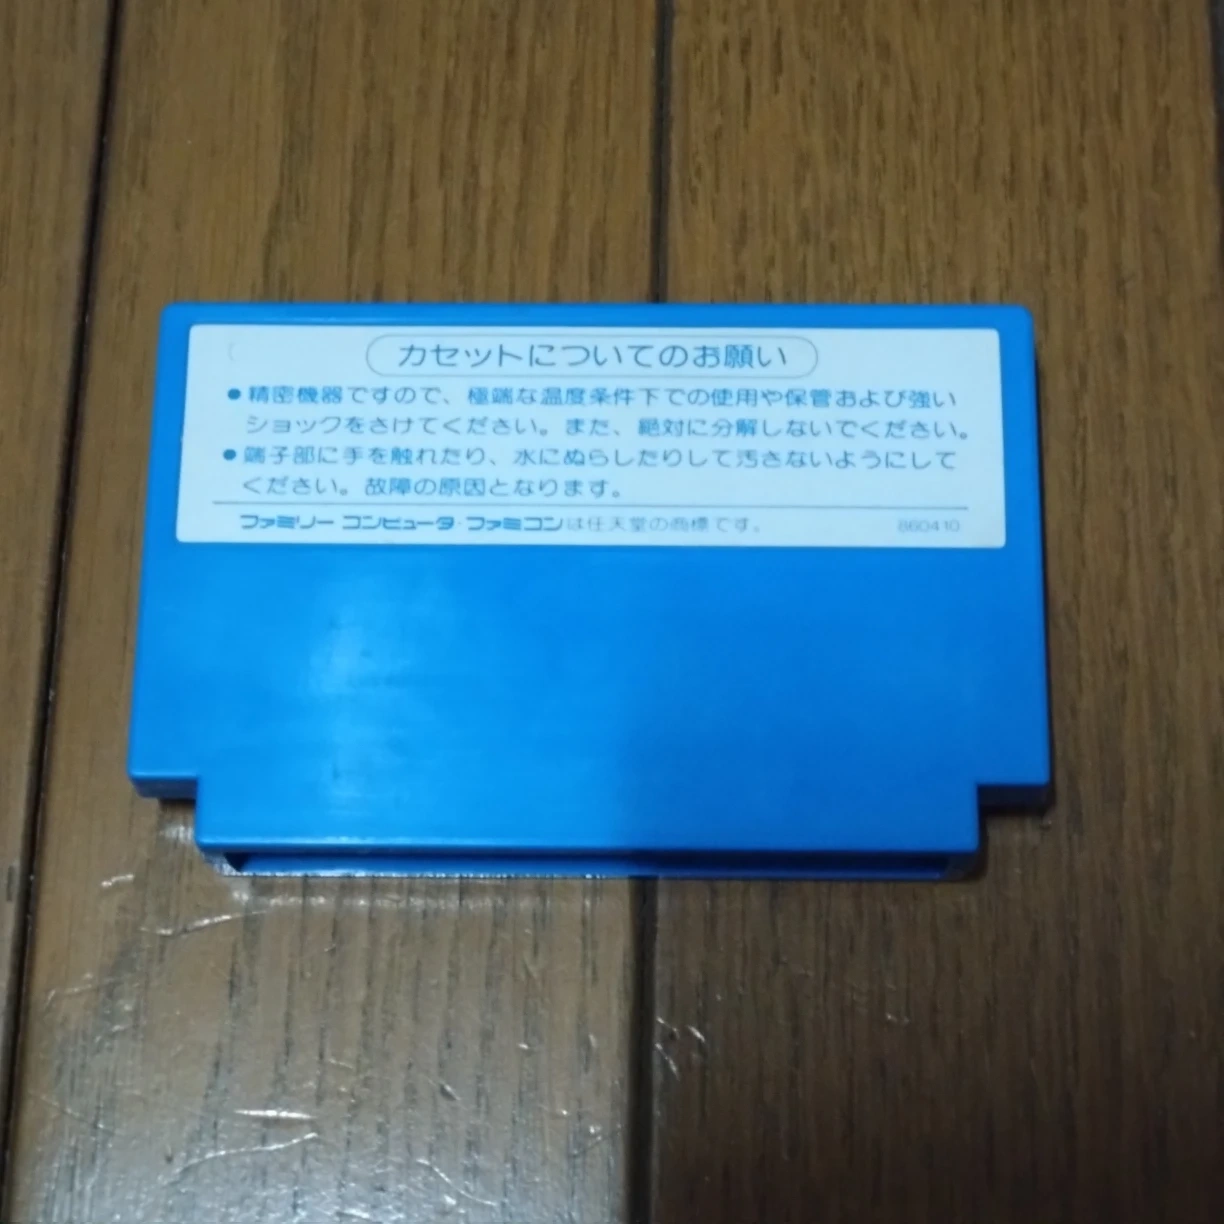 カセットについてのお願い
●精密機器ですので、極端な温度条件下での使用や保管および強い
ショックをさけてください。また、絶対に分解しないでください。
●端子部に手を触れたり、水にぬらしたりして汚さないようにして
ください。故障の原因となります。
ファミリー コンピュータ・ファミコンは任天堂の商標です。 860410